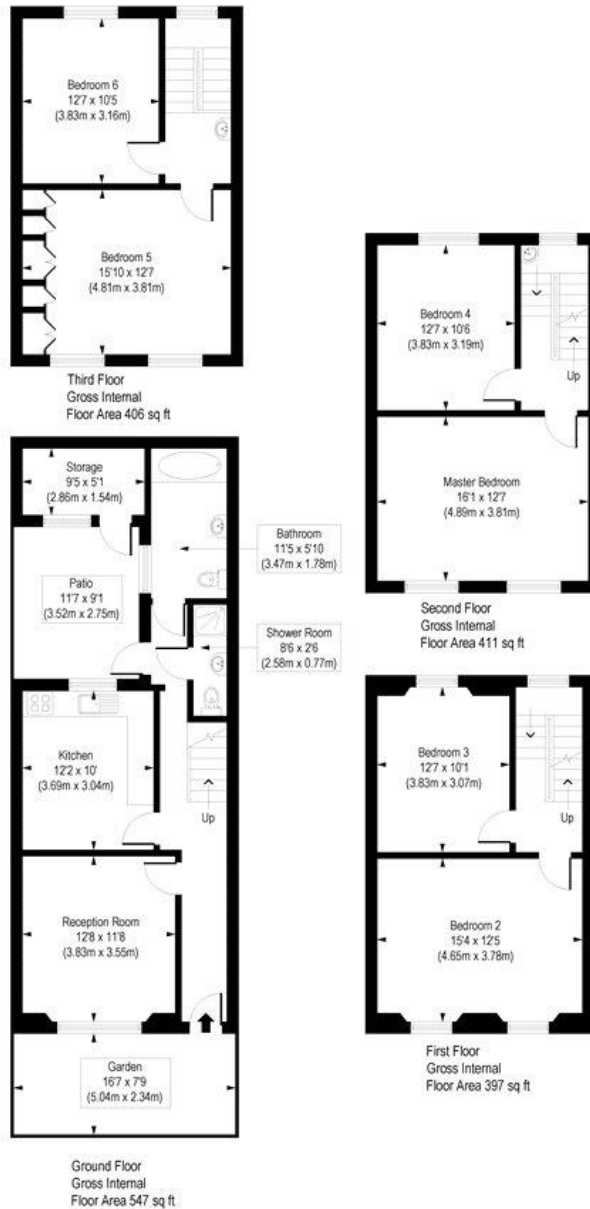 Bedroom 6
12'7 x 10'5
(3.83m x 3.16m)
Bedroom 5
15'10 x 12'7
(4.81m x 3.81m)
Third Floor
Gross Internal
Floor Area 406 sq ft
Bedroom 4
12'7 x 10'6
(3.83m x 3.19m)
Up
Master Bedroom
16'1 x 12'7
(4.89m x 3.81m)
Second Floor
Gross Internal
Floor Area 411 sq ft
Storage
9'5 x 5'1
(2.86m x 1.54m)
Bathroom
11'5 x 5'10
(3.47m x 1.78m)
Patio
11'7 x 9'1
(3.52m x 2.75m)
Shower Room
8'6 x 2'6
(2.58m x 0.77m)
Kitchen
12'2 x 10'
(3.69m x 3.04m)
Up
Reception Room
12'8 x 11'8
(3.83m x 3.55m)
Garden
16'7 x 7'9
(5.04m x 2.34m)
Ground Floor
Gross Internal
Floor Area 547 sq ft
Bedroom 3
12'7 x 10'1
(3.83m x 3.07m)
Up
Bedroom 2
15'4 x 12'5
(4.65m x 3.78m)
First Floor
Gross Internal
Floor Area 397 sq ft